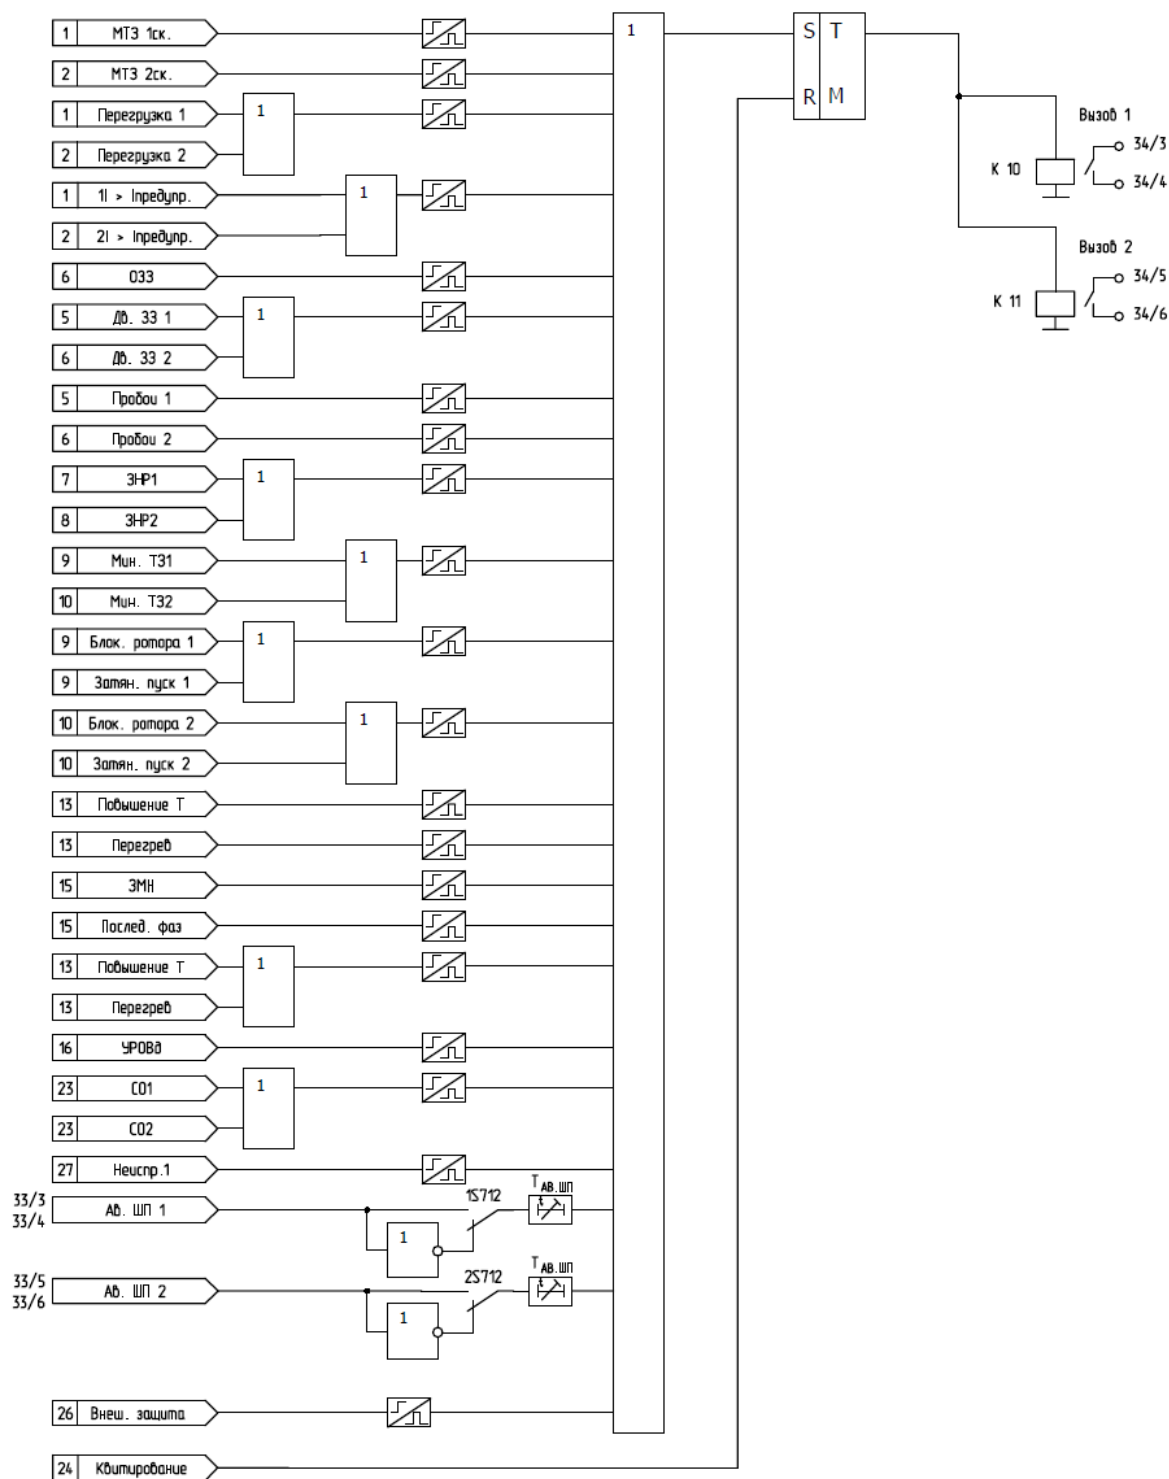 1 МТЗ 1ск.
1
S T
2 МТЗ 2ск.
1 Перегрузка 1
1
R M
Вызов 1
2 Перегрузка 2
34/3
К 10
34/4
1 1I > Iпредупр.
1
2 2I > Iпредупр.
Вызов 2
6 ОЗЗ
34/5
К 11
34/6
5 Дв. ЗЗ 1
1
6 Дв. ЗЗ 2
5 Пробой 1
6 Пробой 2
7 ЗНР1
1
8 ЗНР2
9 Мин. ТЗ1
1
10 Мин. ТЗ2
9 Блок. ротора 1
1
9 Затян. пуск 1
10 Блок. ротора 2
1
10 Затян. пуск 2
13 Повышение Т
13 Перегрев
15 ЗМН
15 Послед. фаз
13 Повышение Т
1
13 Перегрев
16 УРОВд
23 СО1
1
23 СО2
27 Неиспр.1
33/3
33/4
Ав. ШП 1
1
1S712
Т АВ.ШП
t
33/5
33/6
Ав. ШП 2
1
2S712
Т АВ.ШП
t
26 Внеш. защита
24 Квитирование